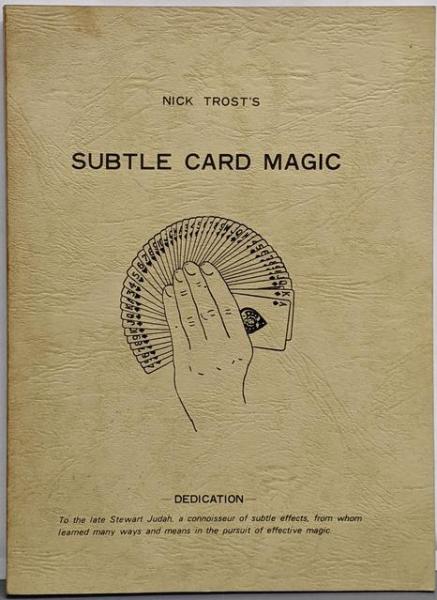 NICK TROST'S
SUBTLE CARD MAGIC
DEDICATION
To the late Stewart Judah, a connoisseur of subtle effects, from whom
learned many ways and means in the pursuit of effective magic.